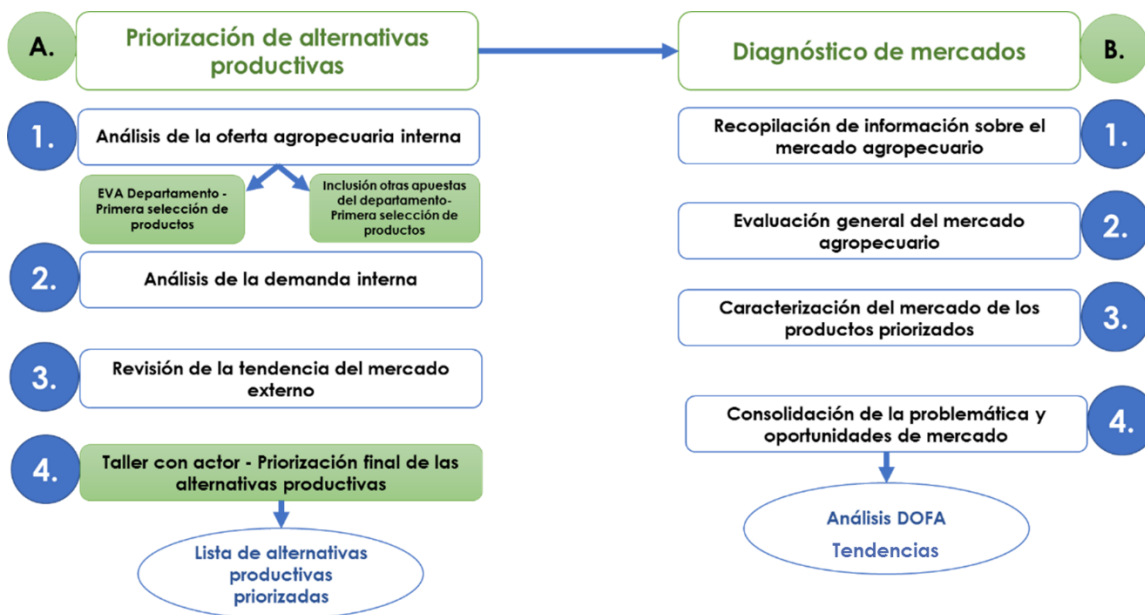 A.
Priorización de alternativas
productivas
1.
Análisis de la oferta agropecuaria interna
EVA Departamento -
Primera selección de
productos
Inclusión otras apuestas
del departamento-
Primera selección de
productos
2.
Análisis de la demanda interna
3.
Revisión de la tendencia del mercado
externo
4.
Taller con actor - Priorización final de las
alternativas productivas
Lista de alternativas
productivas
priorizadas
Diagnóstico de mercados
B.
Recopilación de información sobre el
mercado agropecuario
1.
Evaluación general del mercado
agropecuario
2.
Caracterización del mercado de los
productos priorizados
3.
Consolidación de la problemática y
oportunidades de mercado
4.
Análisis DOFA
Tendencias